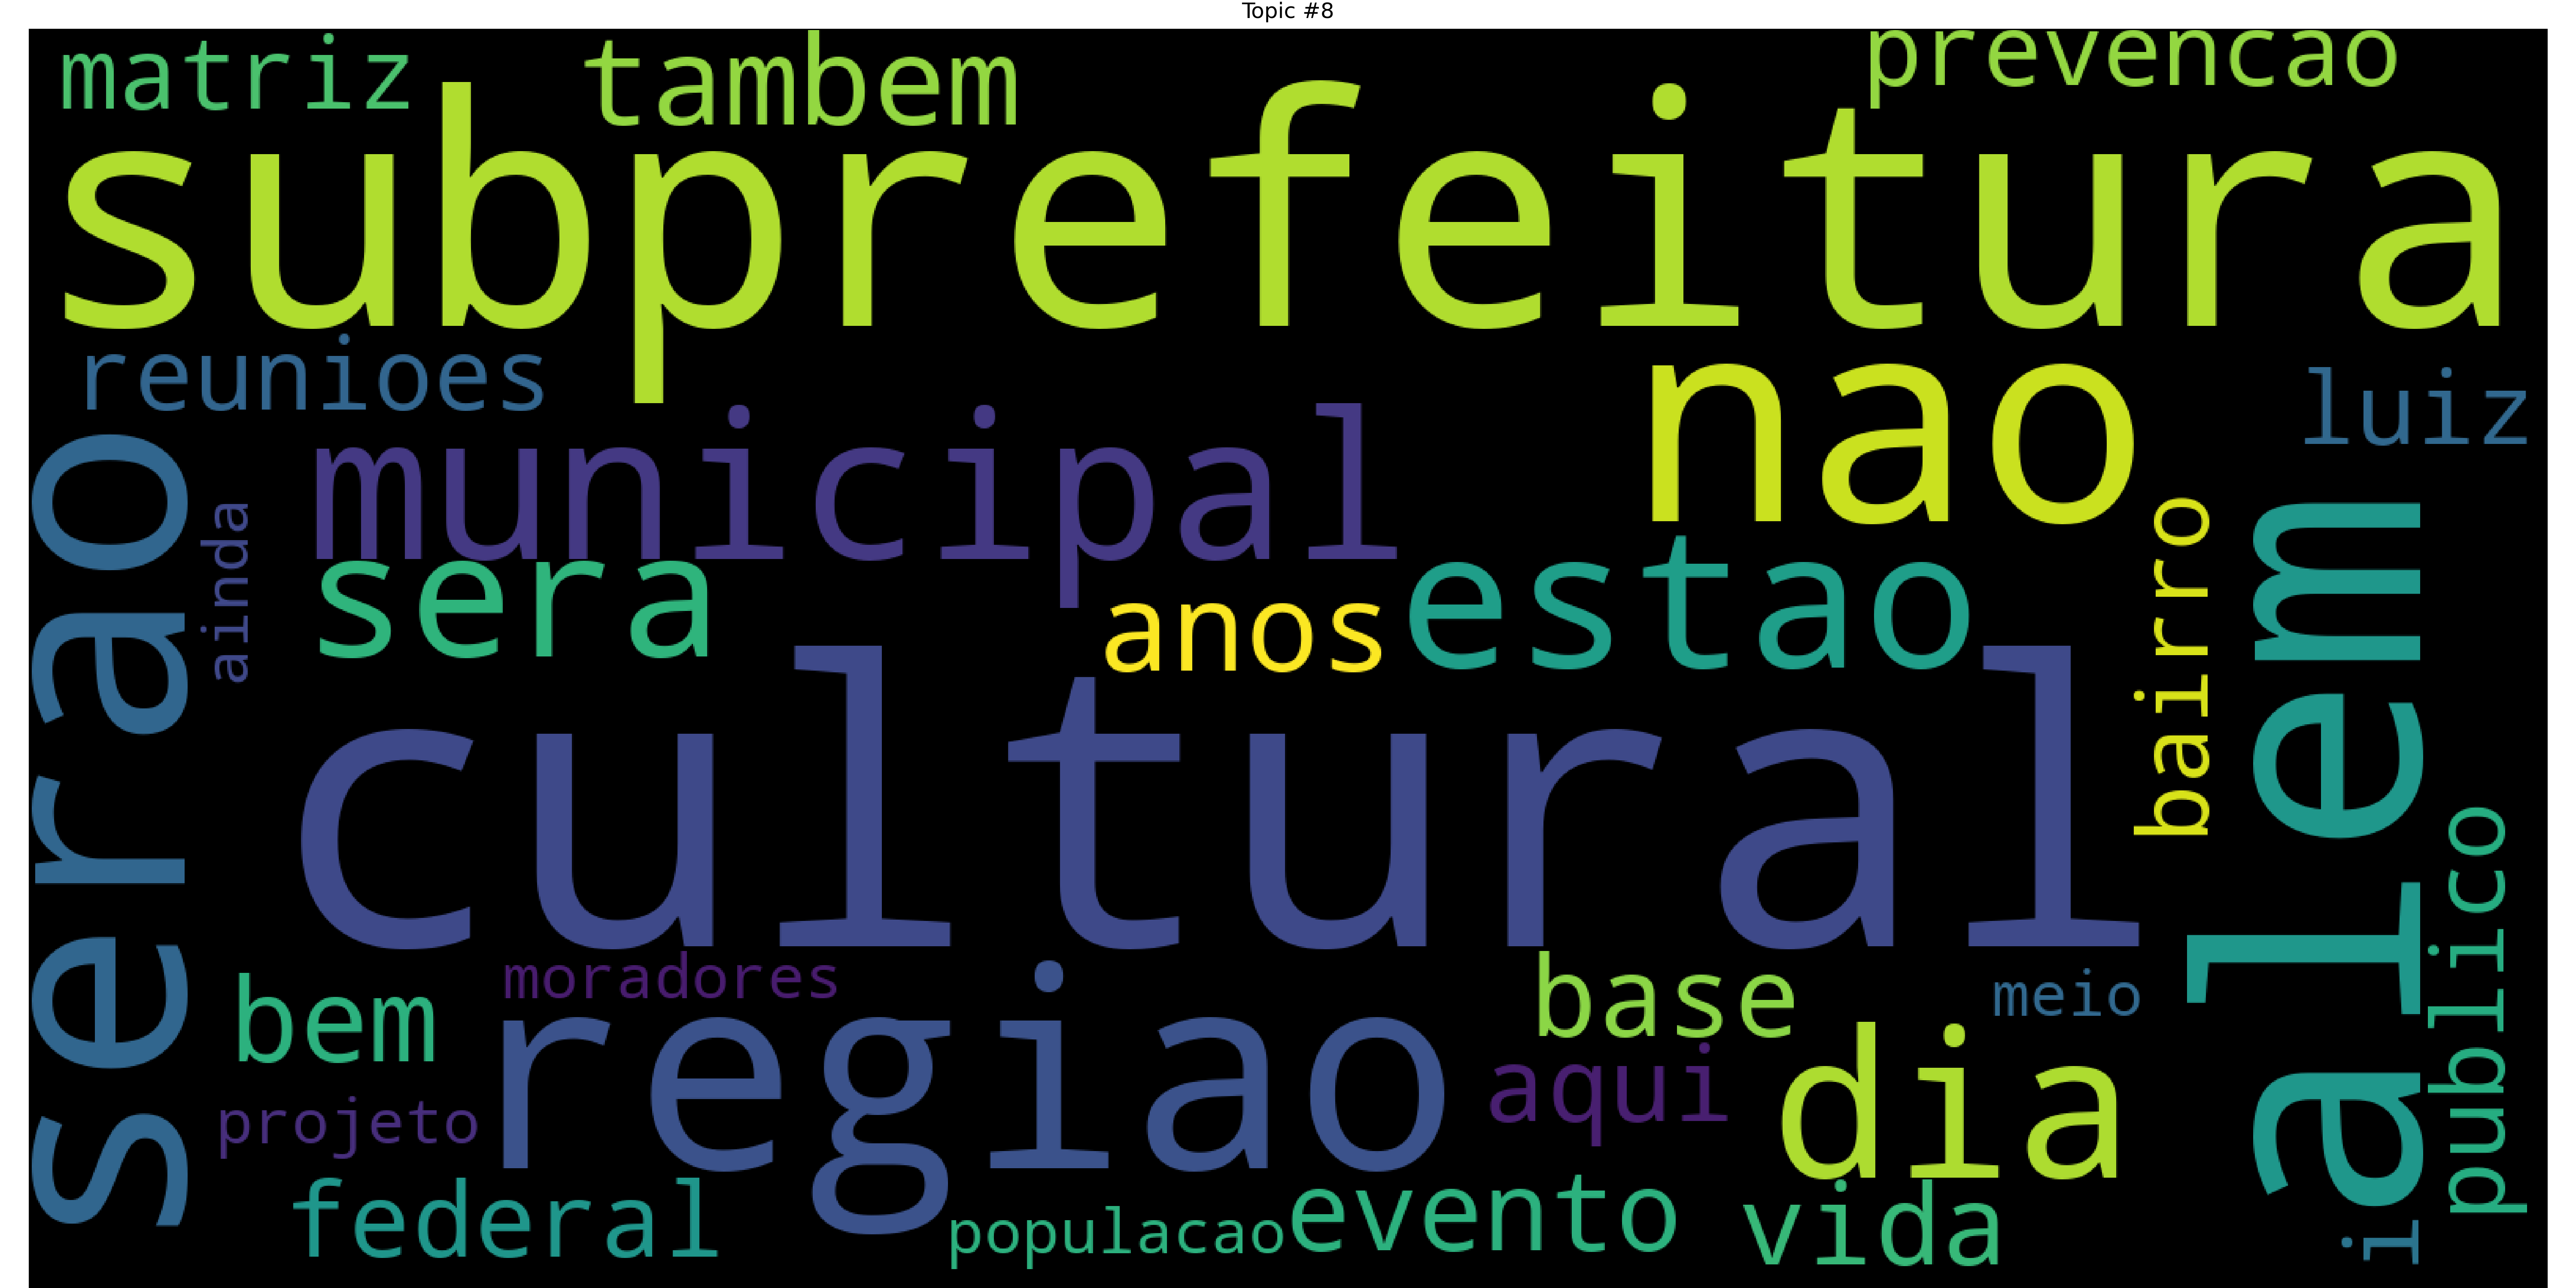 Topic #8
matriz
tambem
prevencao
subprefeitura
reunioes
nao
luiz
municipal
serao
ainda
sera
anos
estao
bairro
alem
cultural
publico
moradores
bem
base
meio
regiao
aqui
dia
projeto
federal
populacao
evento
vida
i